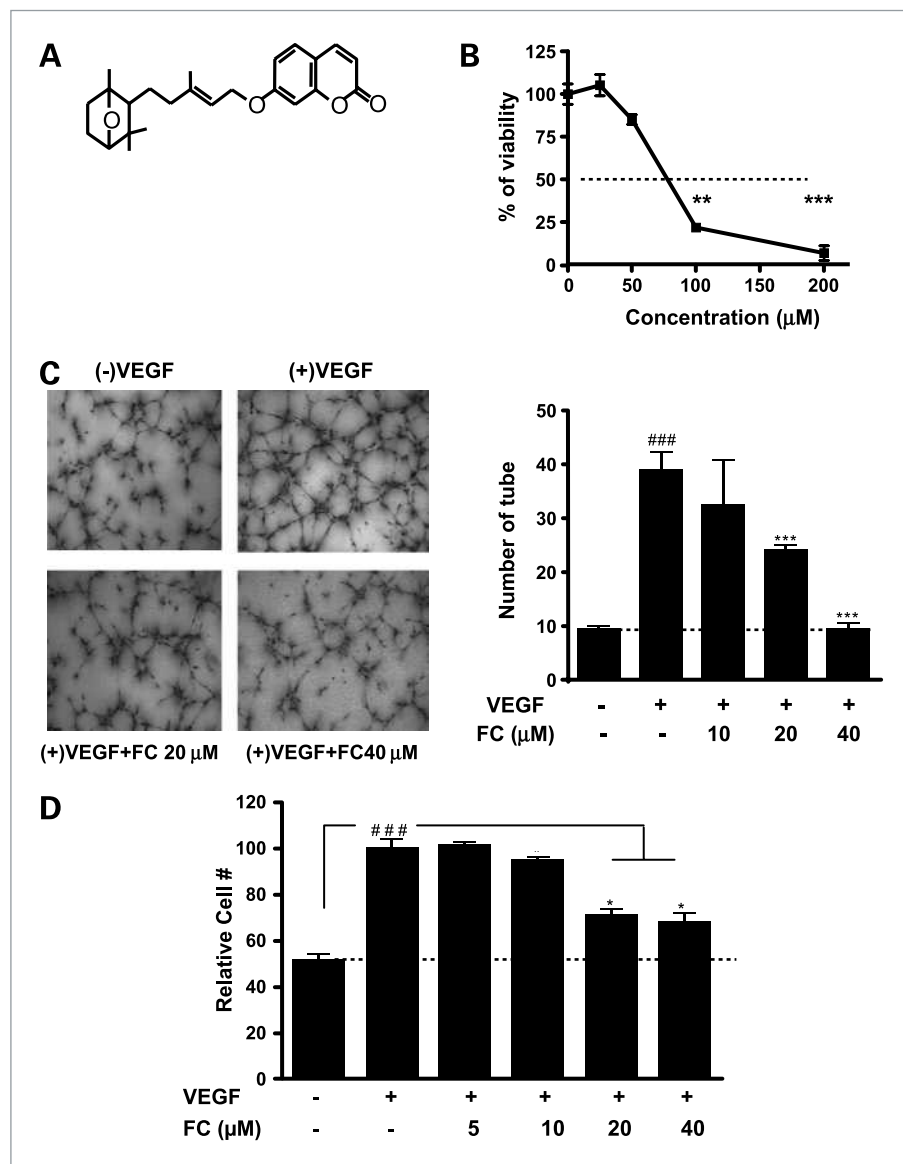 A
O
O
O
O
B
% of viability
125
100
75
50
25
0
**
***
0 50 100 150 200
Concentration (μM)
C
(-)VEGF (+)VEGF
(+)VEGF+FC 20 μM (+)VEGF+FC40 μM
Number of tube
50
40
30
20
10
0
###
***
***
VEGF - + + + +
FC (μM) - - 10 20 40
D
Relative Cell #
120
100
80
60
40
20
0
###
*
*
VEGF - + + + + +
FC (μM) - - 5 10 20 40